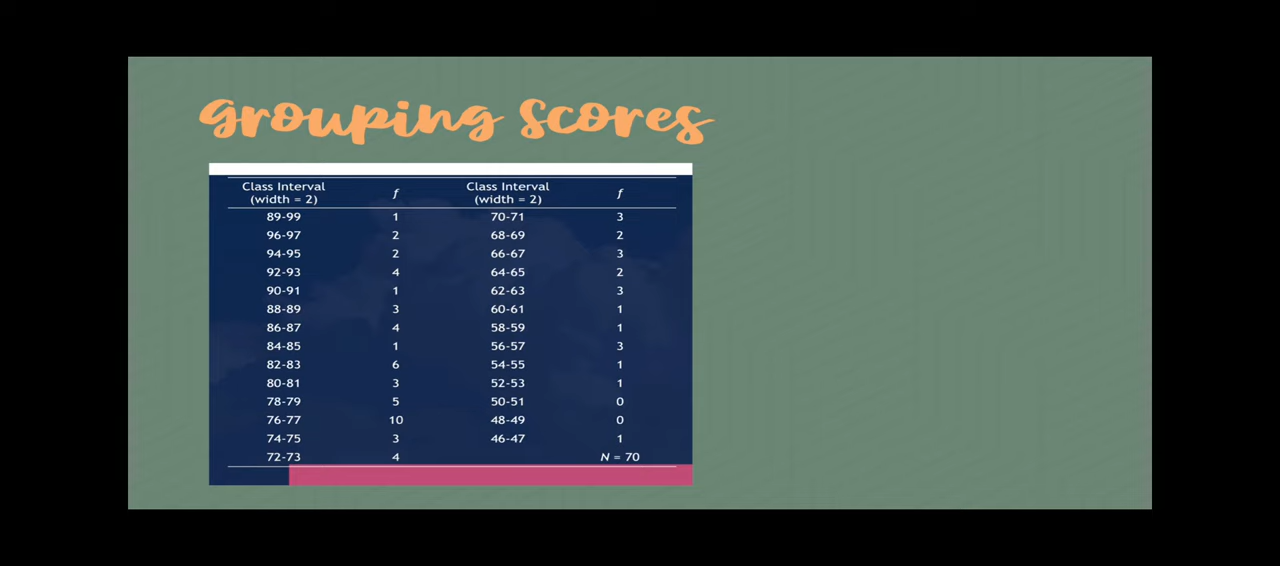 Grouping Scores
Class Interval (width = 2) f Class Interval (width = 2) f
89-99 1 70-71 3
96-97 2 68-69 2
94-95 2 66-67 3
92-93 4 64-65 2
90-91 1 62-63 3
88-89 3 60-61 1
86-87 4 58-59 1
84-85 1 56-57 3
82-83 6 54-55 1
80-81 3 52-53 1
78-79 5 50-51 0
76-77 10 48-49 0
74-75 3 46-47 1
72-73 4 N = 70